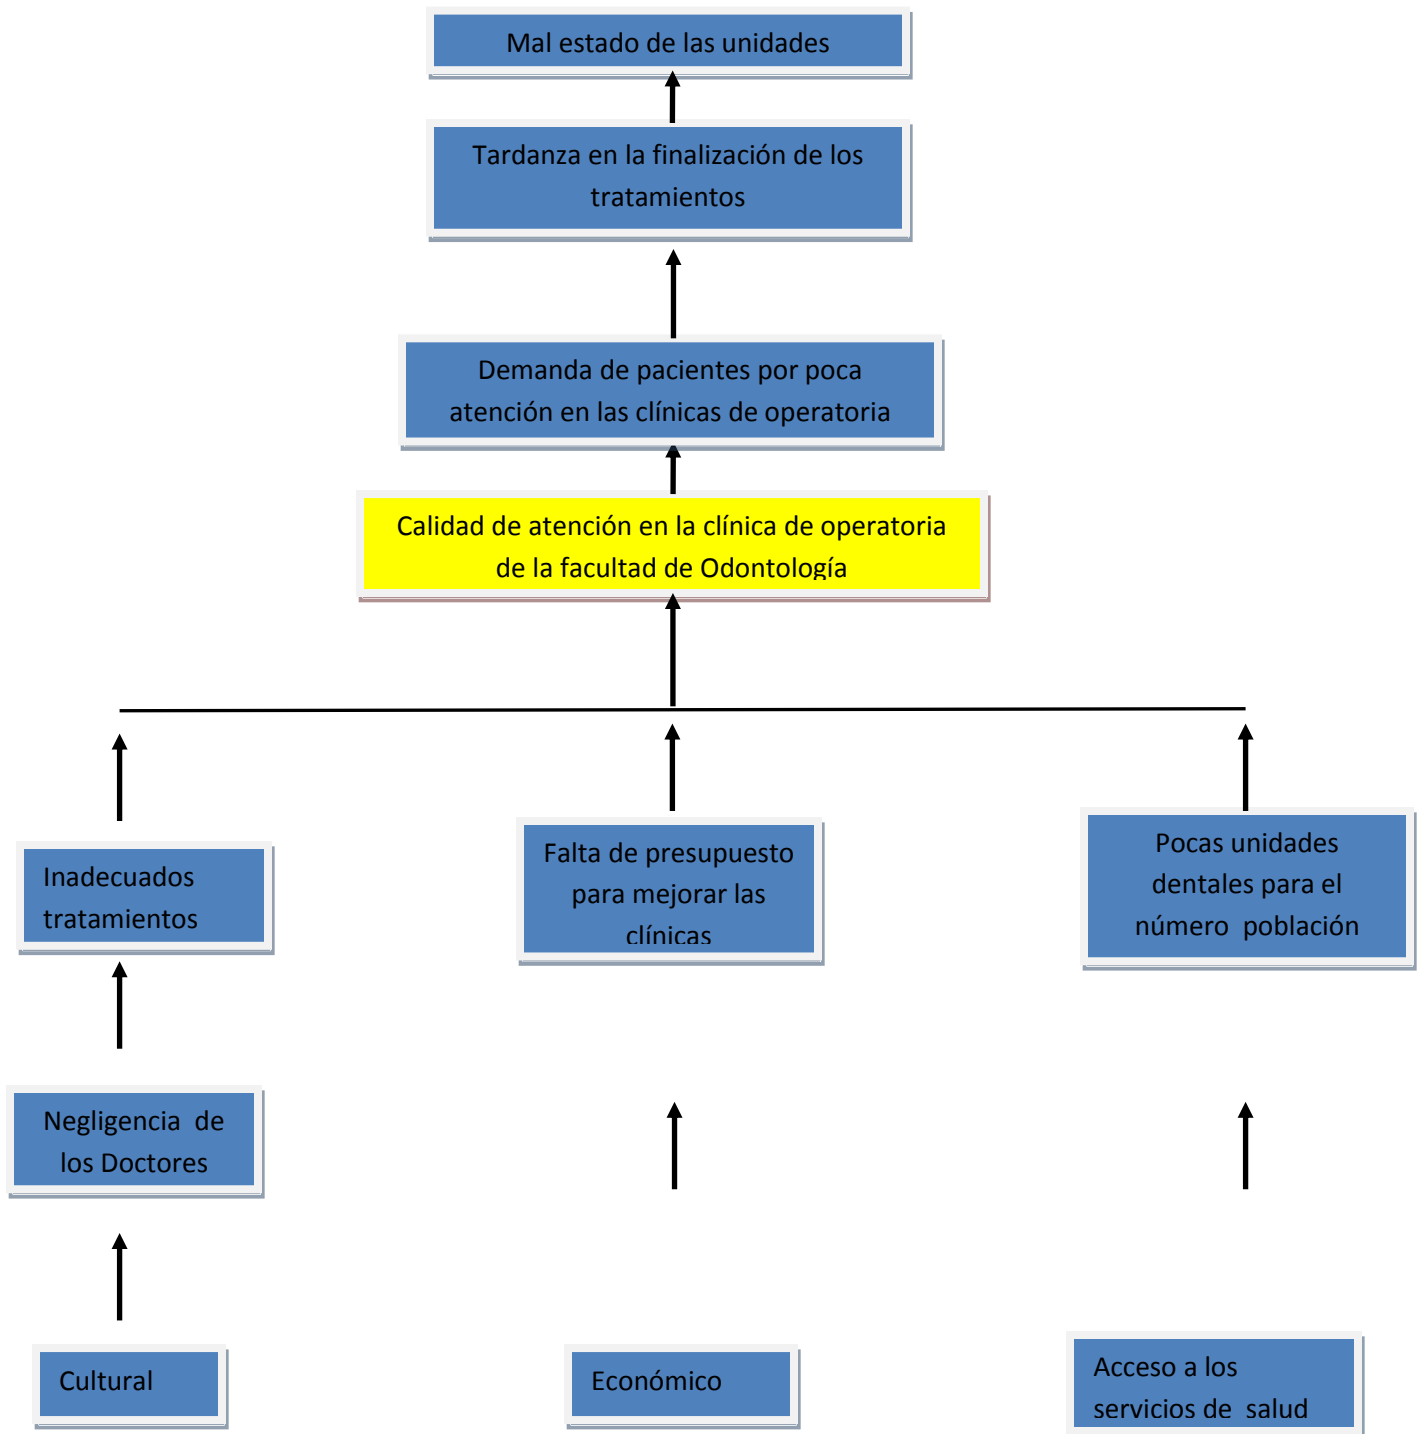 Mal estado de las unidades
Tardanza en la finalización de los
tratamientos
Demanda de pacientes por poca
atención en las clínicas de operatoria
Calidad de atención en la clínica de operatoria
de la facultad de Odontología
Inadecuados
tratamientos
Falta de presupuesto
para mejorar las
clínicas
Pocas unidades
dentales para el
número población
Negligencia de
los Doctores
Cultural
Económico
Acceso a los
servicios de salud